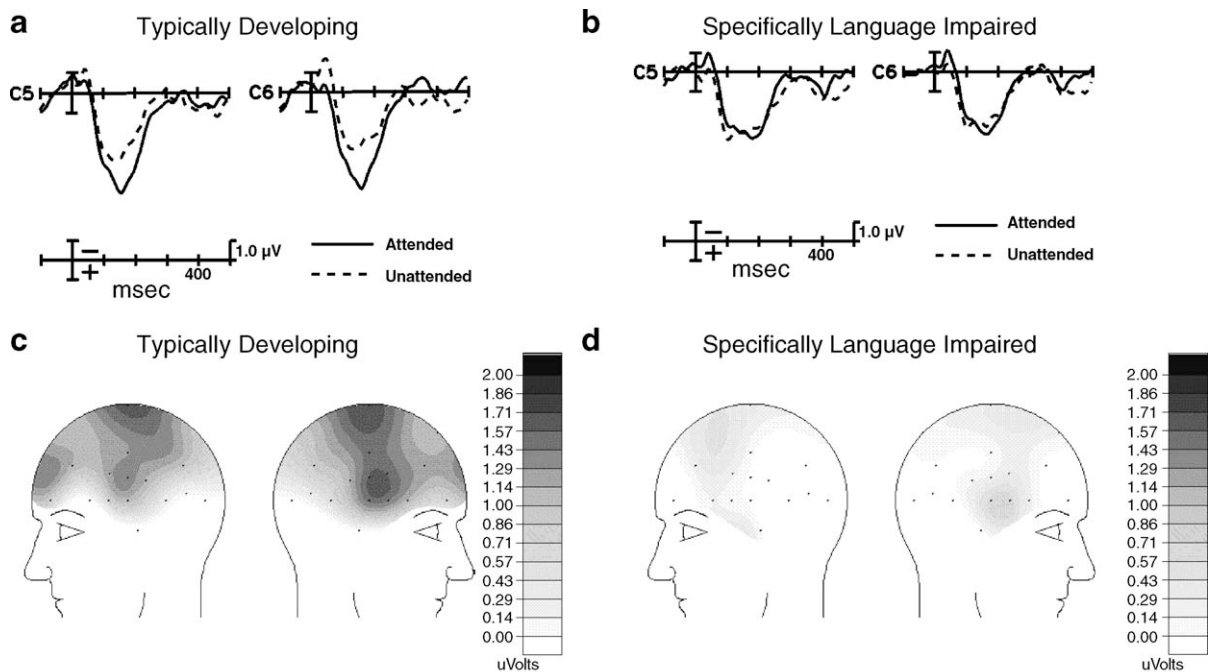 a
Typically Developing
b
Specifically Language Impaired
C5
C6
C5
C6
−
+
1.0 µV
400
msec
Attended
Unattended
−
+
1.0 µV
400
msec
Attended
Unattended
c
Typically Developing
2.00
1.86
1.71
1.57
1.43
1.29
1.14
1.00
0.86
0.71
0.57
0.43
0.29
0.14
0.00
uVolts
d
Specifically Language Impaired
2.00
1.86
1.71
1.57
1.43
1.29
1.14
1.00
0.86
0.71
0.57
0.43
0.29
0.14
0.00
uVolts